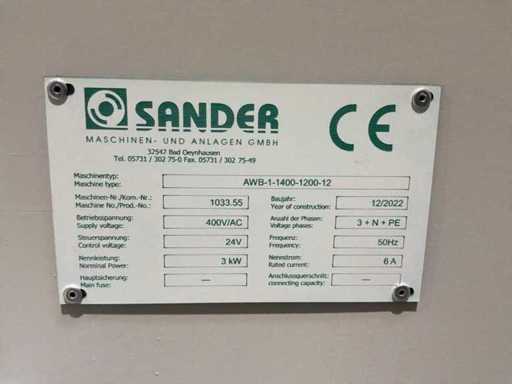 SANDER
MASCHINEN- UND ANLAGEN GMBH
32547 Bad Oeynhausen
Tel. 05731 / 302 75-0 Fax. 05731 / 302 75-49
CE
Maschinentyp:
Machine type:
AWB-1-1400-1200-12
Maschinen-Nr./Kom.-Nr.:
Machine No./Prod.-No.:
1033.55
Baujahr:
Year of construction:
12/2022
Betriebsspannung:
Supply voltage:
400V/AC
Anzahl der Phasen:
Voltage phases:
3 + N + PE
Steuerspannung:
Control voltage:
24V
Frequenz:
Frequency:
50Hz
Nennleistung:
Norminal Power:
3 kW
Nennstrom:
Rated current:
6 A
Hauptsicherung:
Main fuse:
—
Anschlussquerschnitt:
connecting capacity:
—